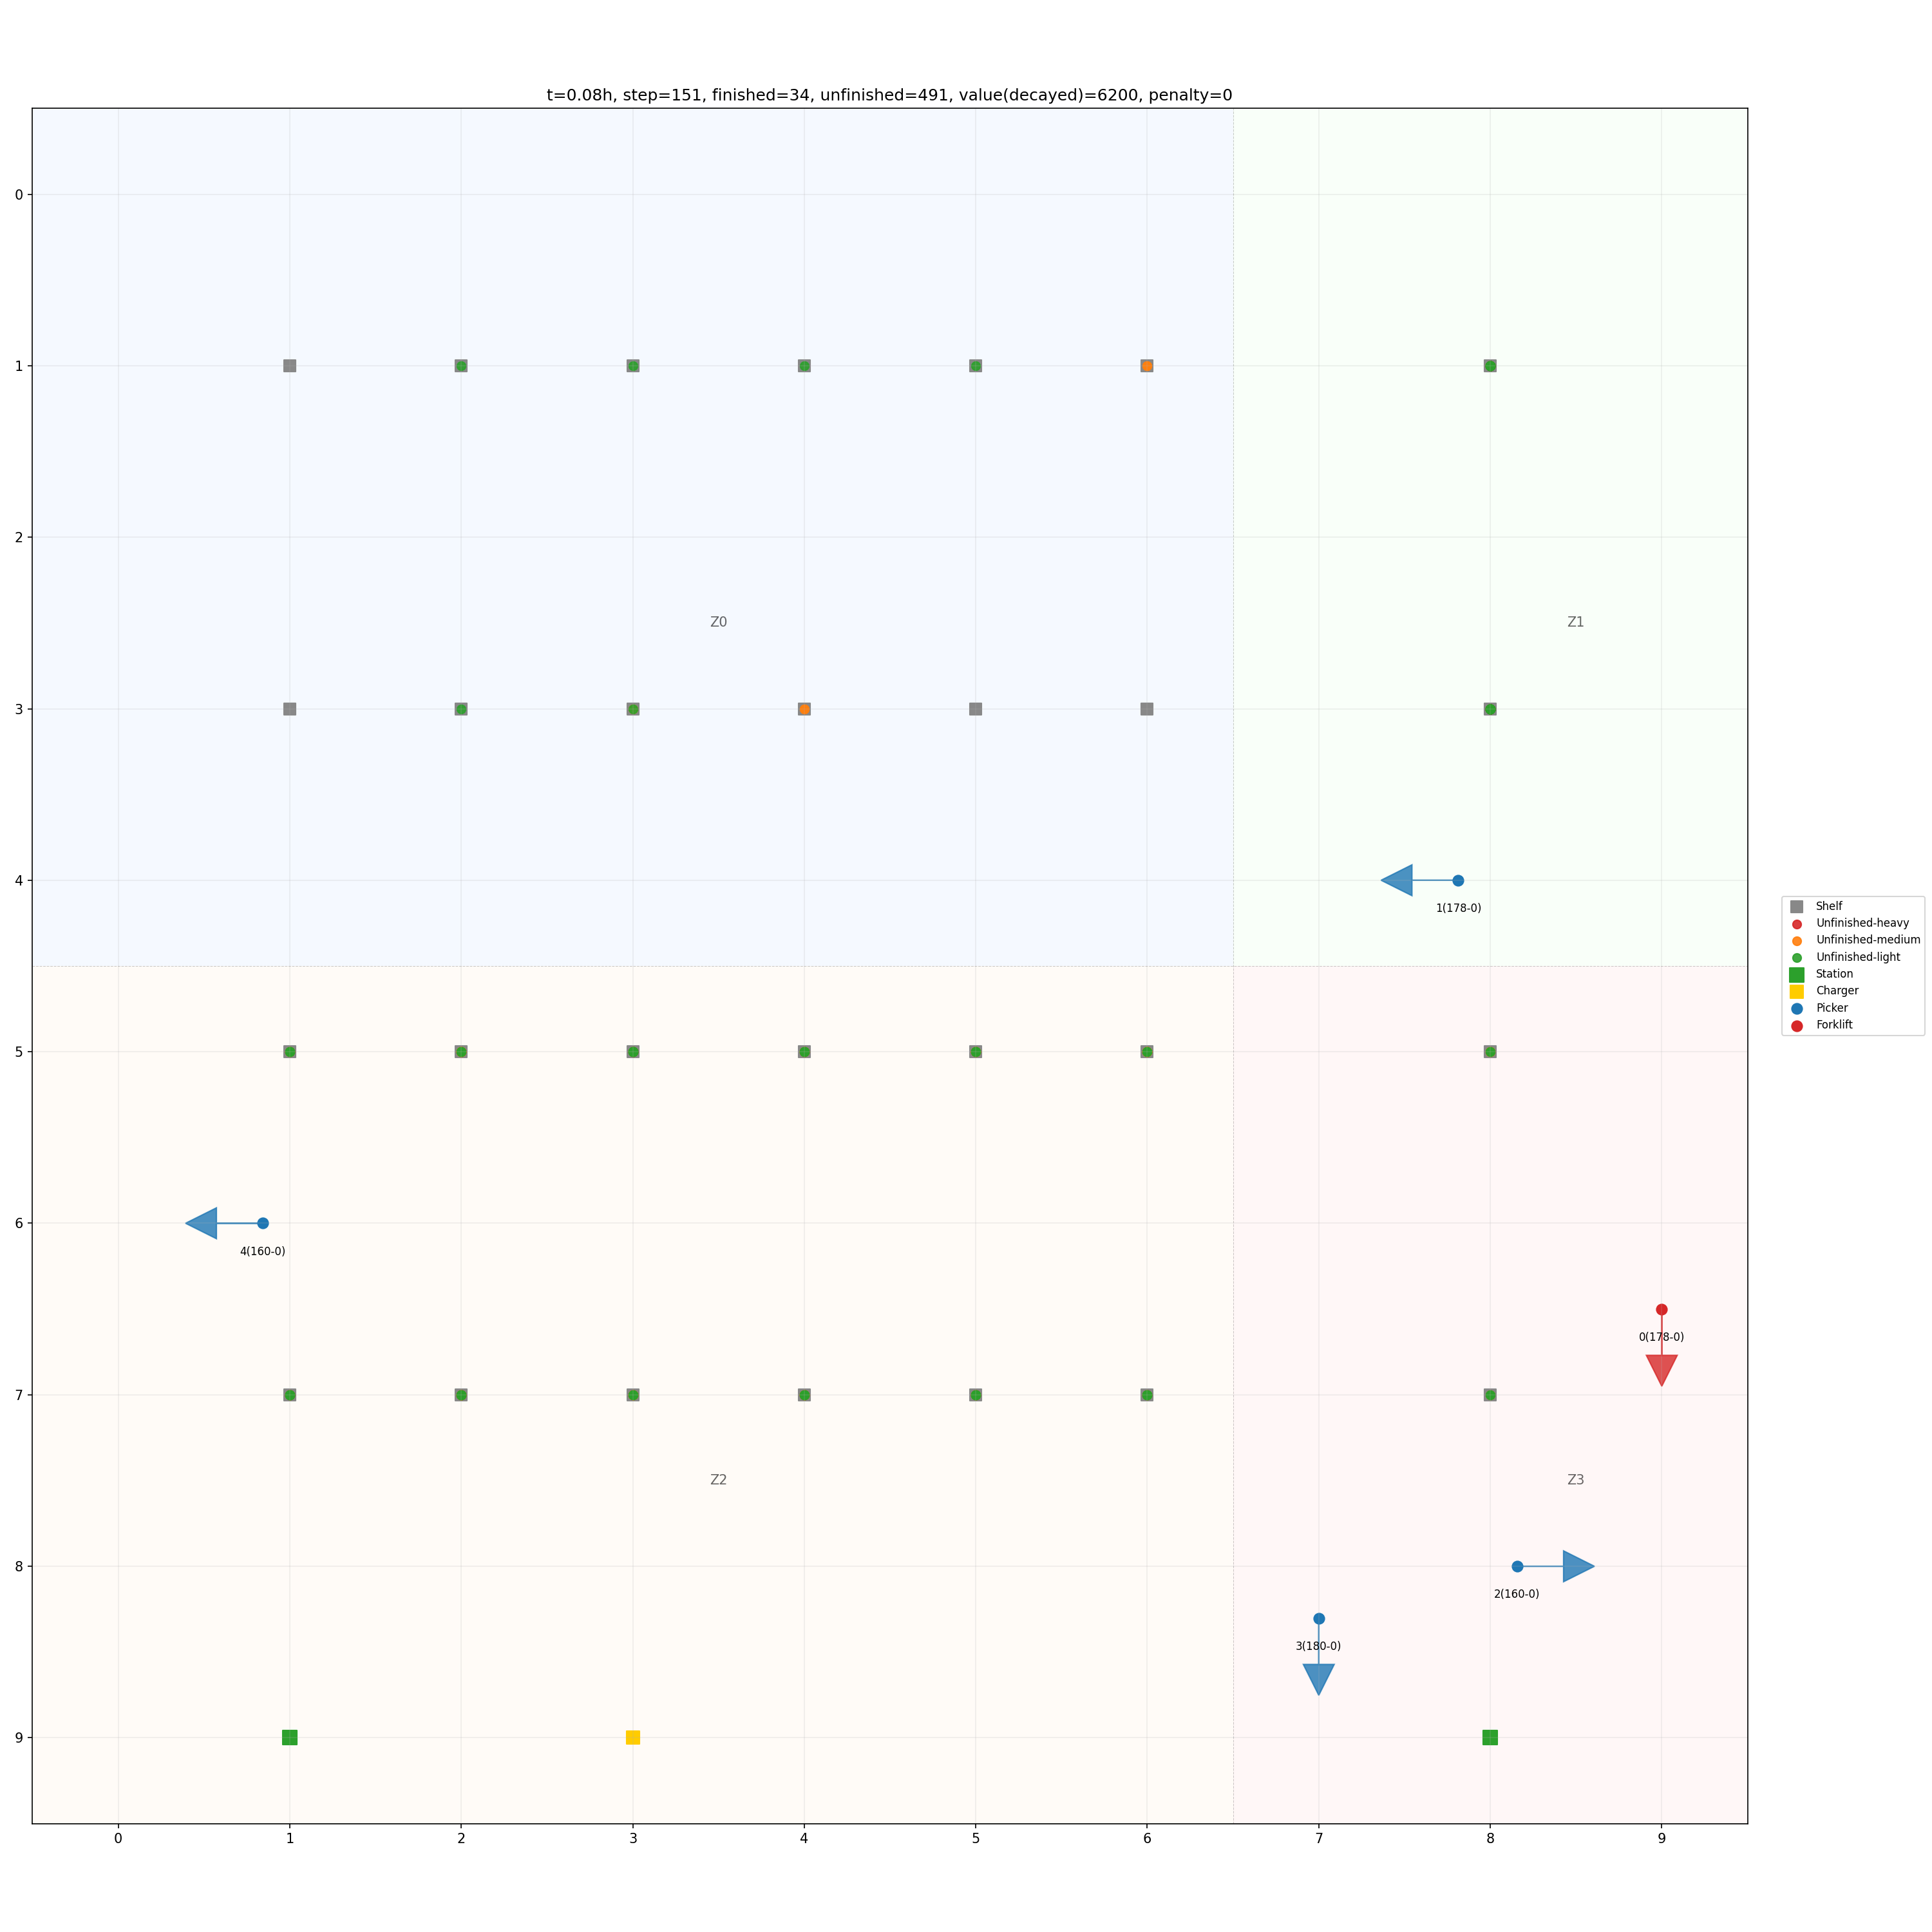 t=0.08h, step=151, finished=34, unfinished=491, value(decayed)=6200, penalty=0
0
1
2
Z0
Z1
3
4
1(178-0)
Shelf
Unfinished-heavy
Unfinished-medium
Unfinished-light
Station
Charger
Picker
Forklift
5
6
4(160-0)
0(178-0)
7
Z2
Z3
8
2(160-0)
3(180-0)
9
0 1 2 3 4 5 6 7 8 9